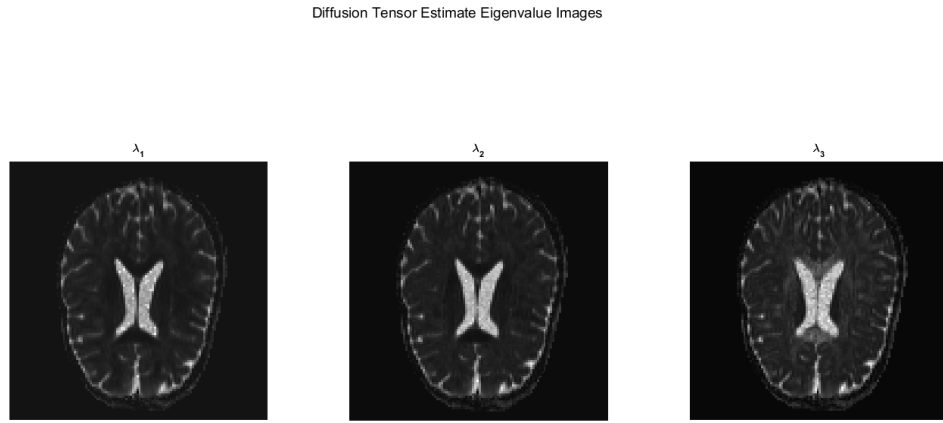 Diffusion Tensor Estimate Eigenvalue Images
λ1
λ2
λ3